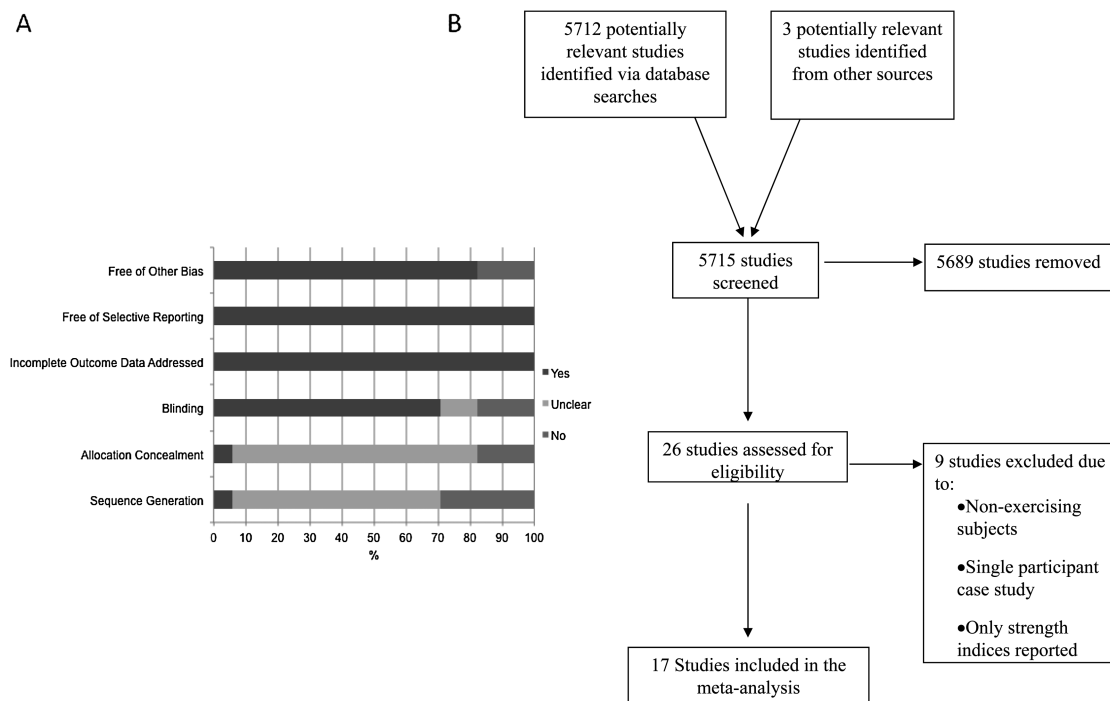 A
Free of Other Bias
Free of Selective Reporting
Incomplete Outcome Data Addressed
Blinding
Allocation Concealment
Sequence Generation
0 10 20 30 40 50 60 70 80 90 100
%
Yes
Unclear
No
B
5712 potentially
relevant studies
identified via database
searches
3 potentially relevant
studies identified
from other sources
5715 studies
screened
5689 studies removed
26 studies assessed for
eligibility
9 studies excluded due
to:
●Non-exercising
subjects
●Single participant
case study
●Only strength
indices reported
17 Studies included in the
meta-analysis